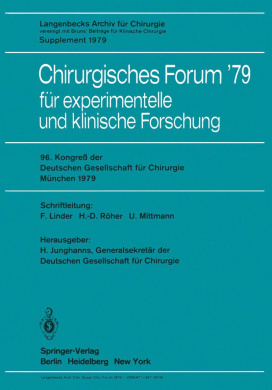 Langenbecks Archiv für Chirurgie
vereinigt mit Bruns' Beiträge für Klinische Chirurgie
Supplement 1979
Chirurgisches Forum '79
für experimentelle
und klinische Forschung
96. Kongreß der
Deutschen Gesellschaft für Chirurgie
München 1979
Schriftleitung:
F. Linder H.-D. Röher U. Mittmann
Herausgeber:
H. Junghanns, Generalsekretär der
Deutschen Gesellschaft für Chirurgie
Springer-Verlag
Berlin Heidelberg New York